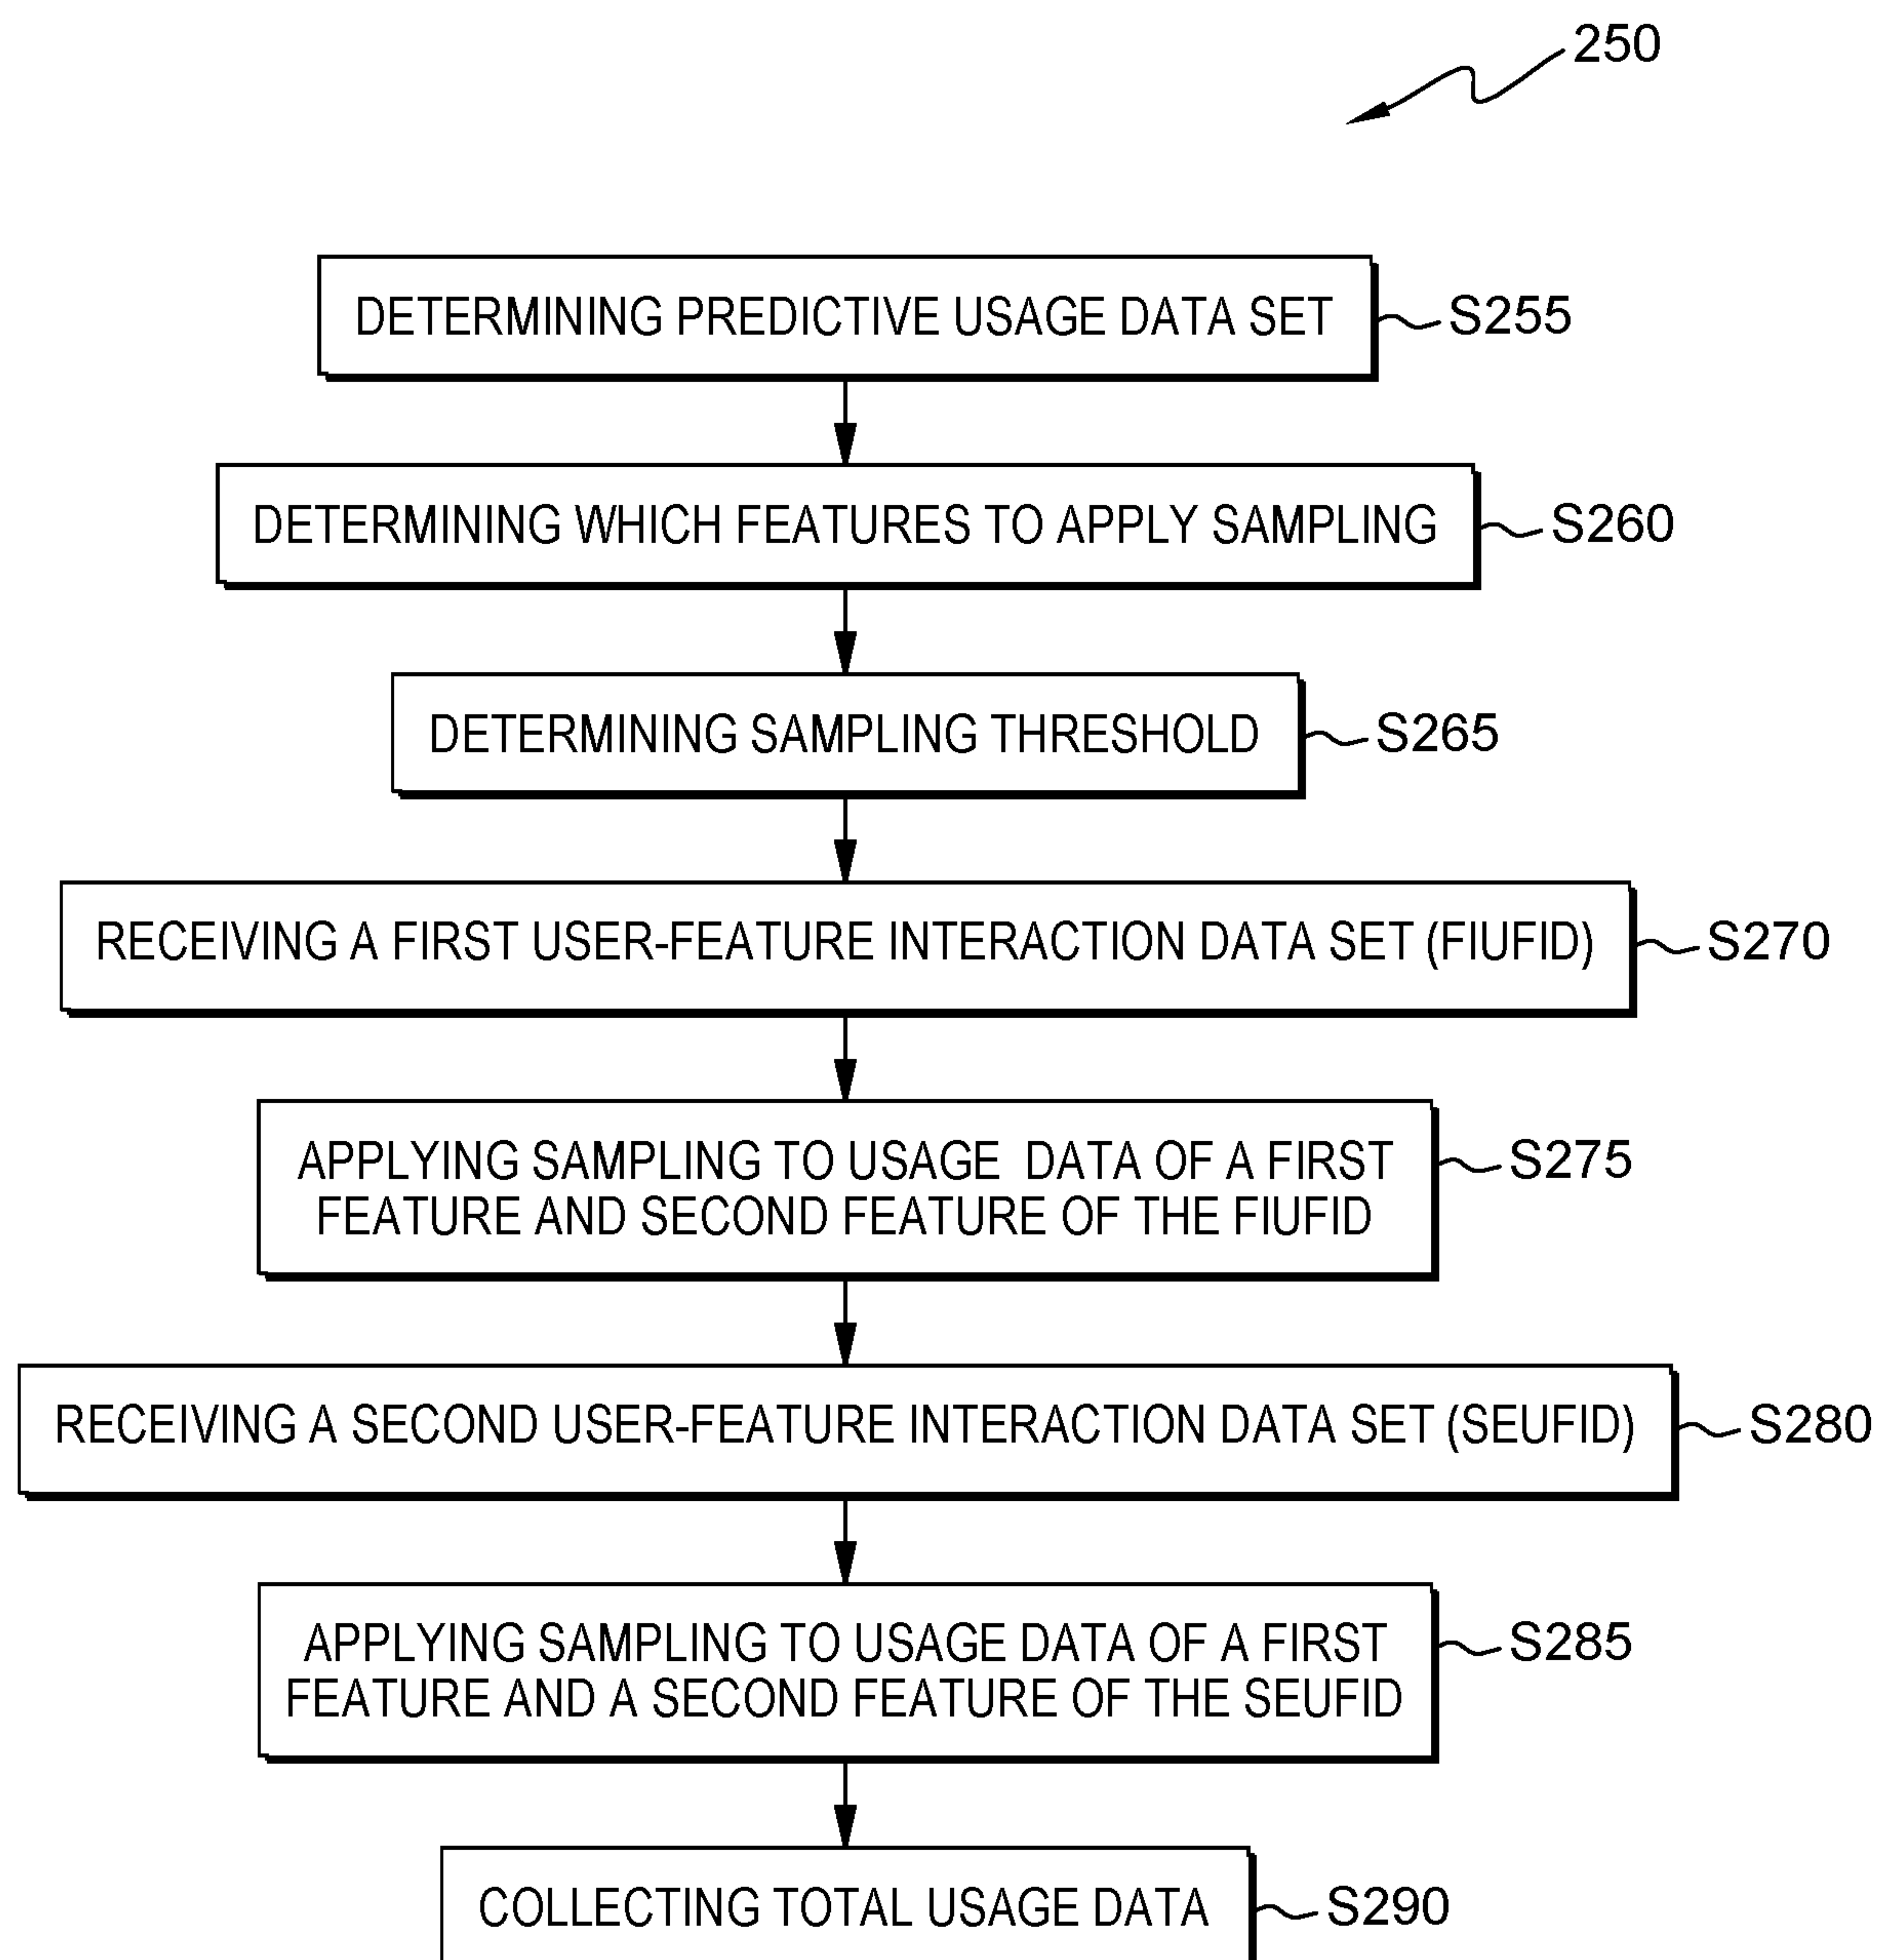 250
DETERMINING PREDICTIVE USAGE DATA SET
S255
DETERMINING WHICH FEATURES TO APPLY SAMPLING
S260
DETERMINING SAMPLING THRESHOLD
S265
RECEIVING A FIRST USER-FEATURE INTERACTION DATA SET (FIUFID)
S270
APPLYING SAMPLING TO USAGE DATA OF A FIRST
FEATURE AND SECOND FEATURE OF THE FIUFID
S275
RECEIVING A SECOND USER-FEATURE INTERACTION DATA SET (SEUFID)
S280
APPLYING SAMPLING TO USAGE DATA OF A FIRST
FEATURE AND A SECOND FEATURE OF THE SEUFID
S285
COLLECTING TOTAL USAGE DATA
S290